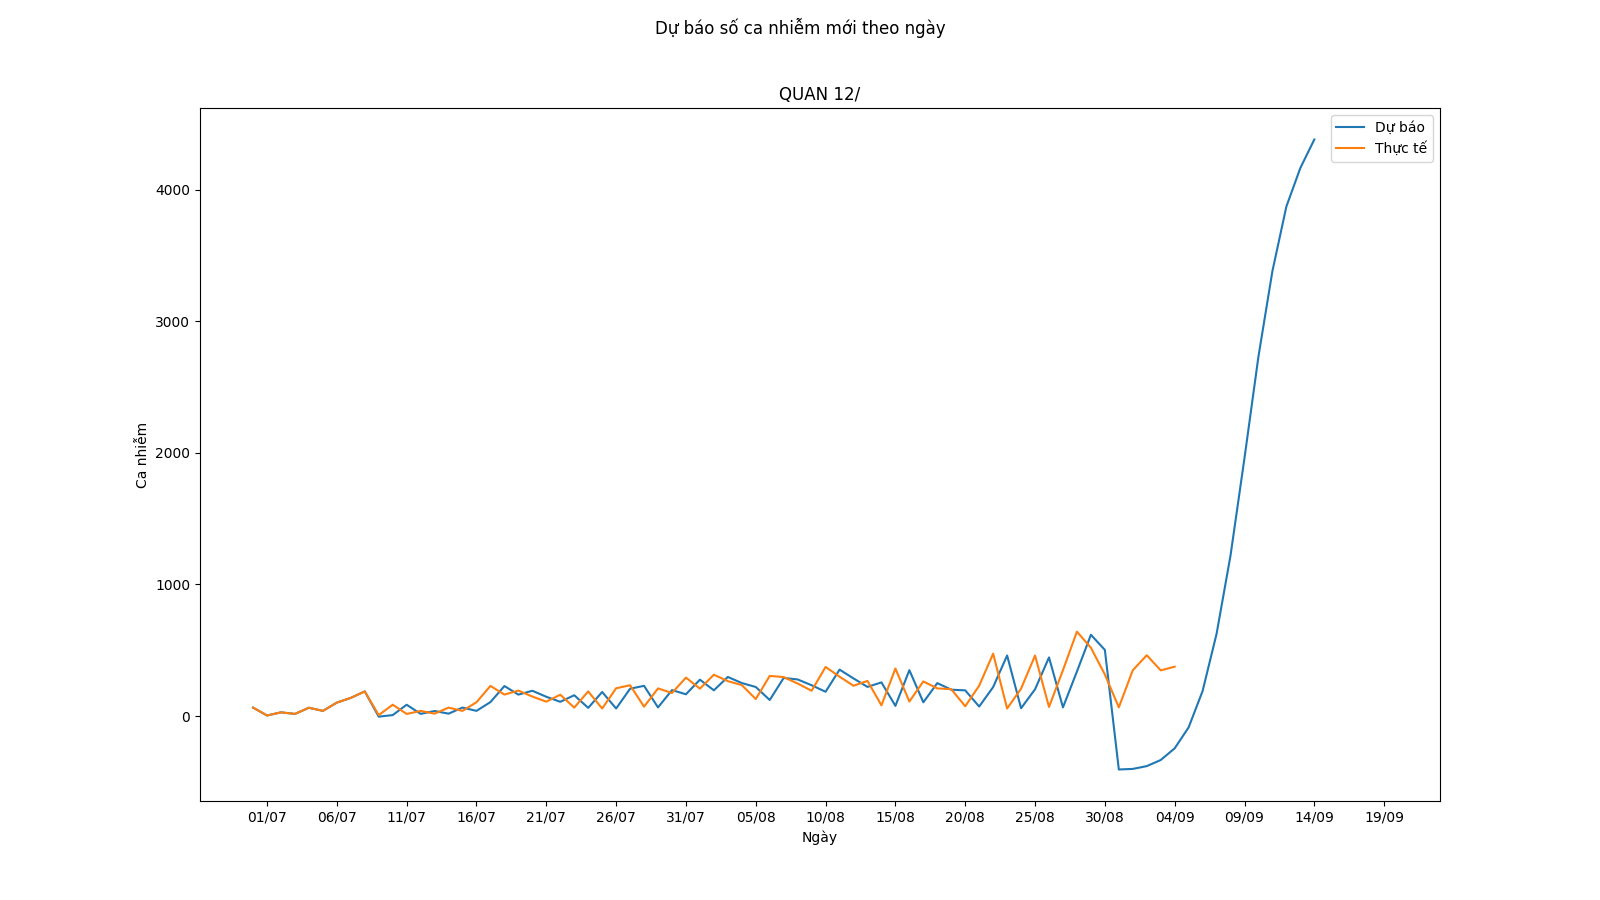 Dự báo số ca nhiễm mới theo ngày
QUAN 12/
Dự báo
Thực tế
Ca nhiễm
4000
3000
2000
1000
0
01/07 06/07 11/07 16/07 21/07 26/07 31/07 05/08 10/08 15/08 20/08 25/08 30/08 04/09 09/09 14/09 19/09
Ngày